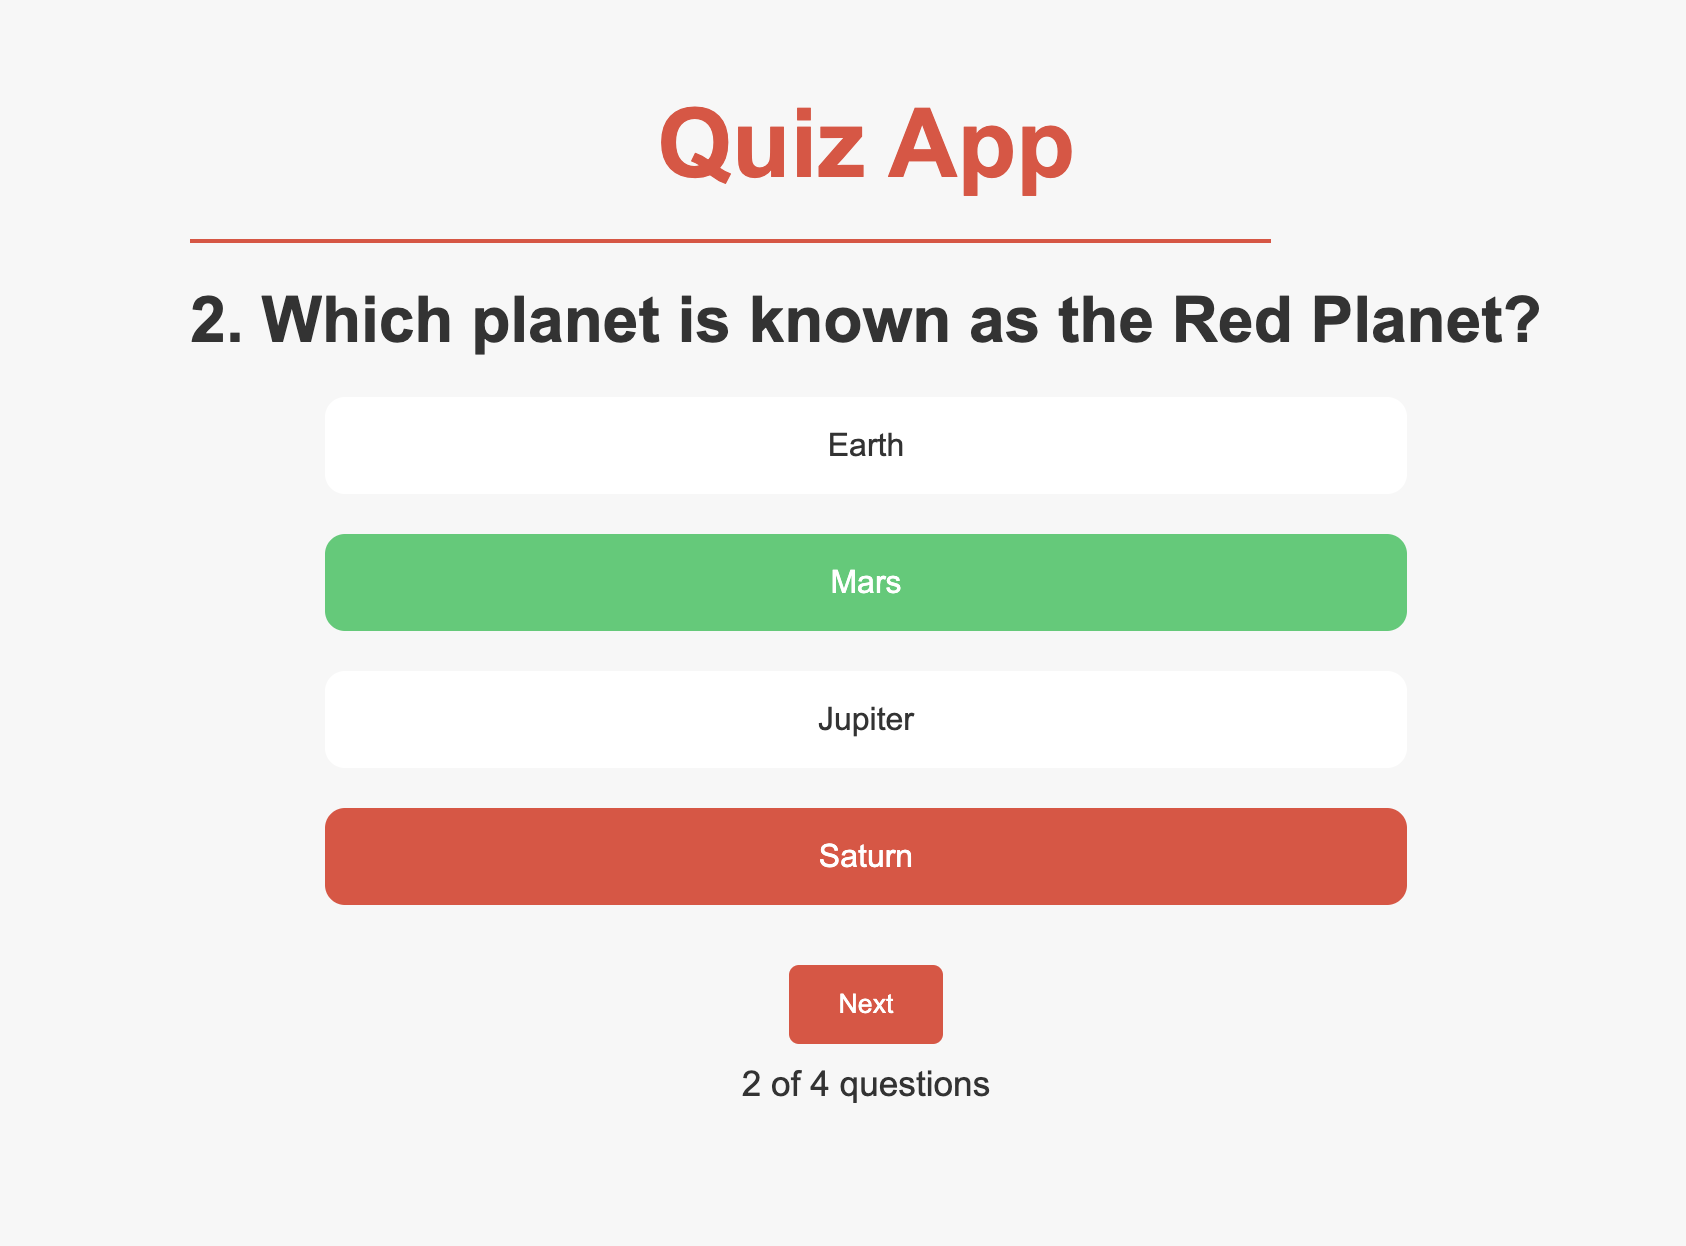 Quiz App
2. Which planet is known as the Red Planet?
Earth
Mars
Jupiter
Saturn
Next
2 of 4 questions